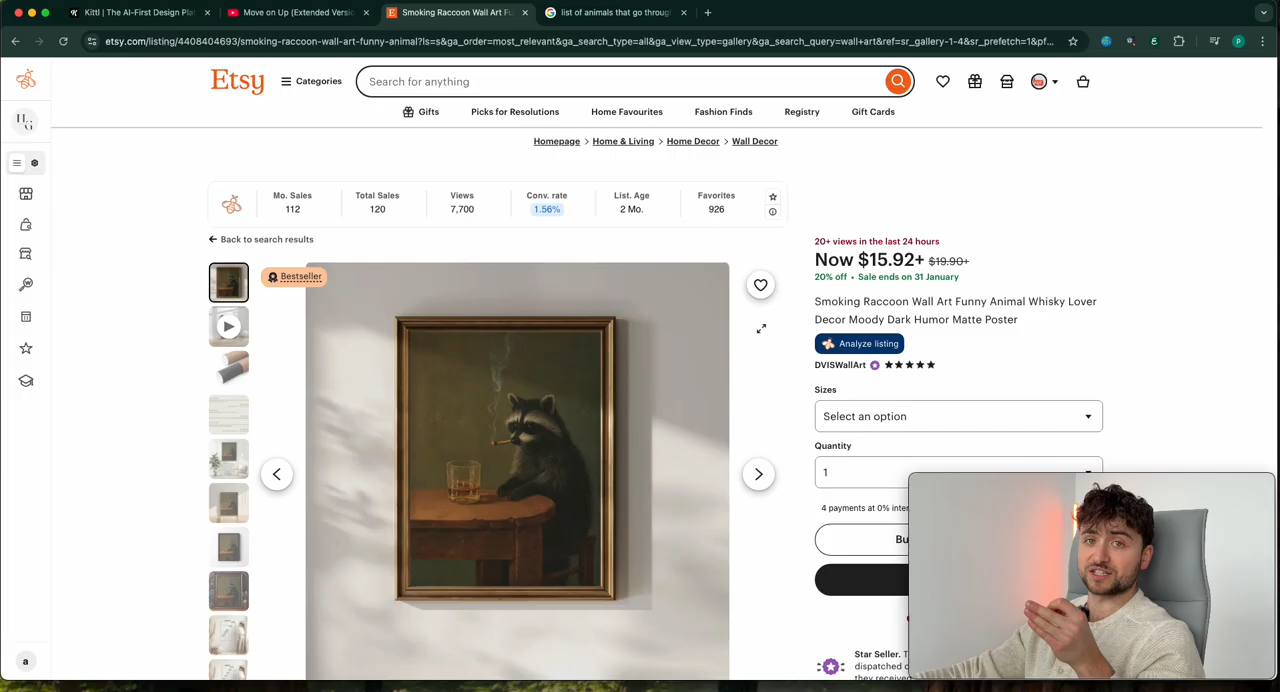 Kittl | The AI-First Design Pla
Move on Up (Extended Versio
Smoking Raccoon Wall Art Fu
list of animals that go throug
etsy.com/listing/4408404693/smoking-raccoon-wall-art-funny-animal?ls=s&ga_order=most_relevant&ga_search_type=all&ga_view_type=gallery&ga_search_query=wall+art&ref=sr_gallery-1-4&sr_prefetch=1&pf…
Etsy
Categories
Search for anything
Gifts
Picks for Resolutions
Home Favourites
Fashion Finds
Registry
Gift Cards
Homepage > Home & Living > Home Decor > Wall Decor
Mo. Sales
112
Total Sales
120
Views
7,700
Conv. rate
1.56%
List. Age
2 Mo.
Favorites
926
Back to search results
Bestseller
20+ views in the last 24 hours
Now $15.92+ $19.90+
20% off • Sale ends on 31 January
Smoking Raccoon Wall Art Funny Animal Whisky Lover
Decor Moody Dark Humor Matte Poster
Analyze listing
DVISWallArt
Sizes
Select an option
Quantity
1
4 payments at 0% inter
Bu
Star Seller. T
dispatched o
they received
a